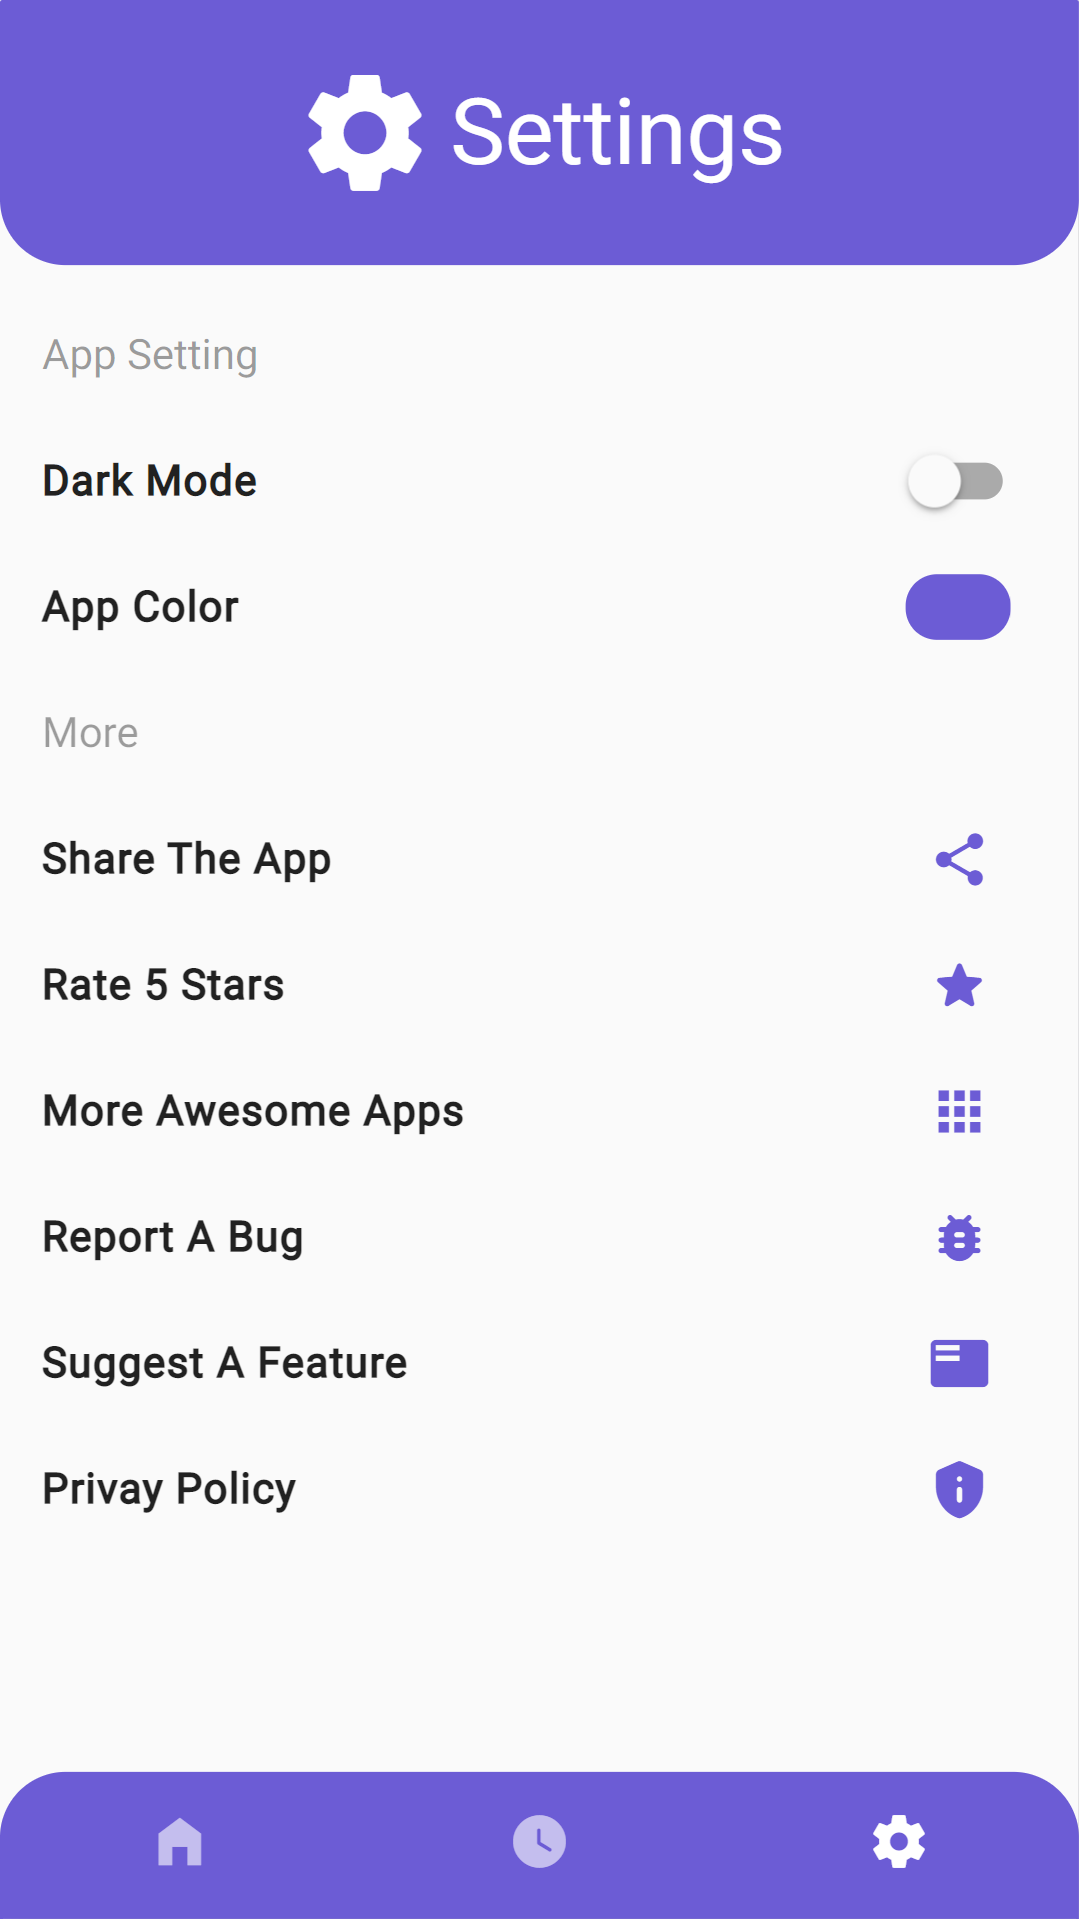 Settings
App Setting
Dark Mode
App Color
More
Share The App
Rate 5 Stars
More Awesome Apps
Report A Bug
Suggest A Feature
Privay Policy